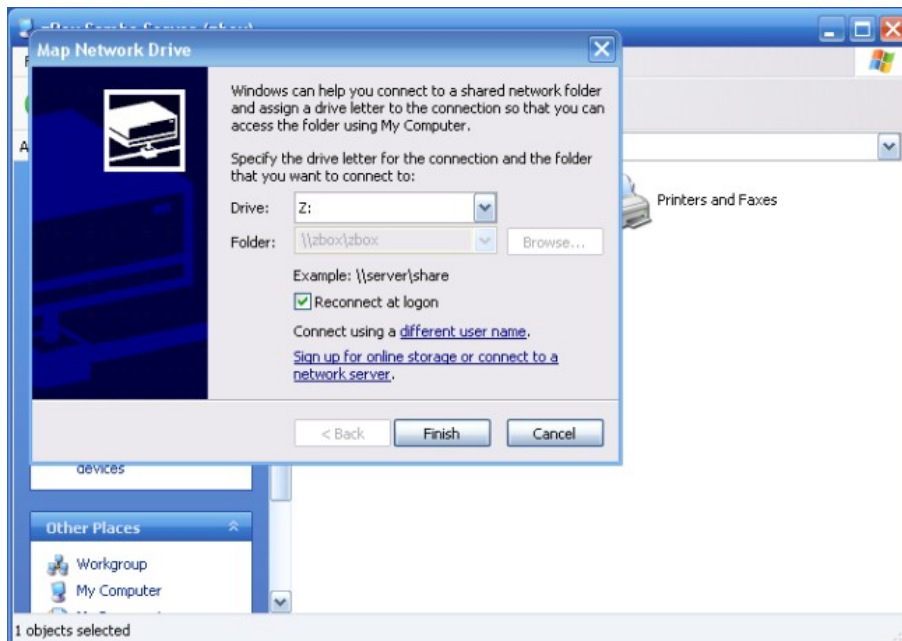 Map Network Drive
Windows can help you connect to a shared network folder
and assign a drive letter to the connection so that you can
access the folder using My Computer.
Specify the drive letter for the connection and the folder
that you want to connect to:
Drive: Z:
Folder: \\zbox\zbox Browse...
Example: \\server\share
Reconnect at logon
Connect using a different user name.
Sign up for online storage or connect to a
network server.
< Back Finish Cancel
Printers and Faxes
devices
Other Places
Workgroup
My Computer
1 objects selected